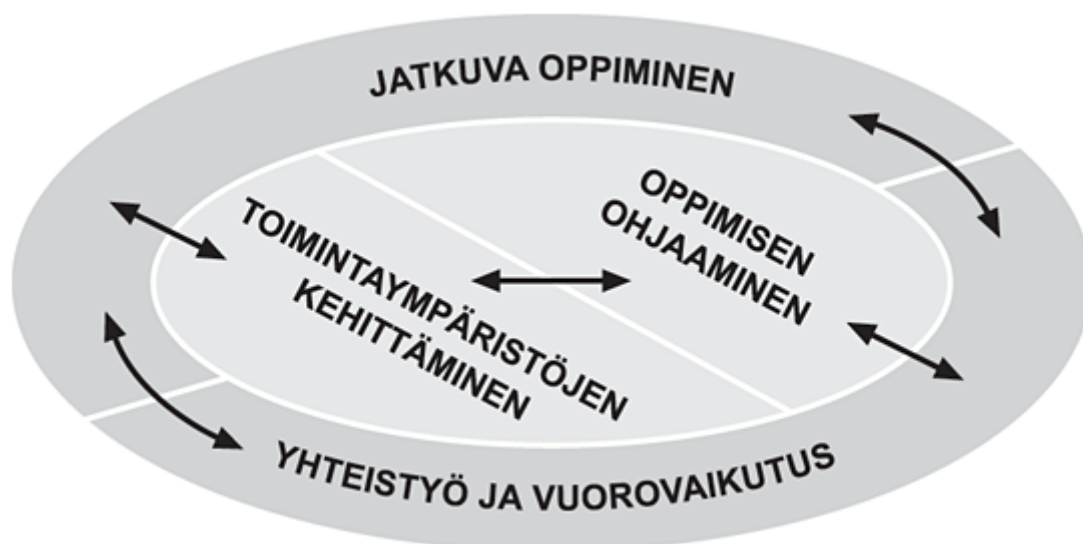 JATKUVA OPPIMINEN
OPPIMISEN
OHJAAMINEN
TOIMINTAYMPÄRISTÖJEN
KEHITTÄMINEN
YHTEISTYÖ JA VUOROVAIKUTUS